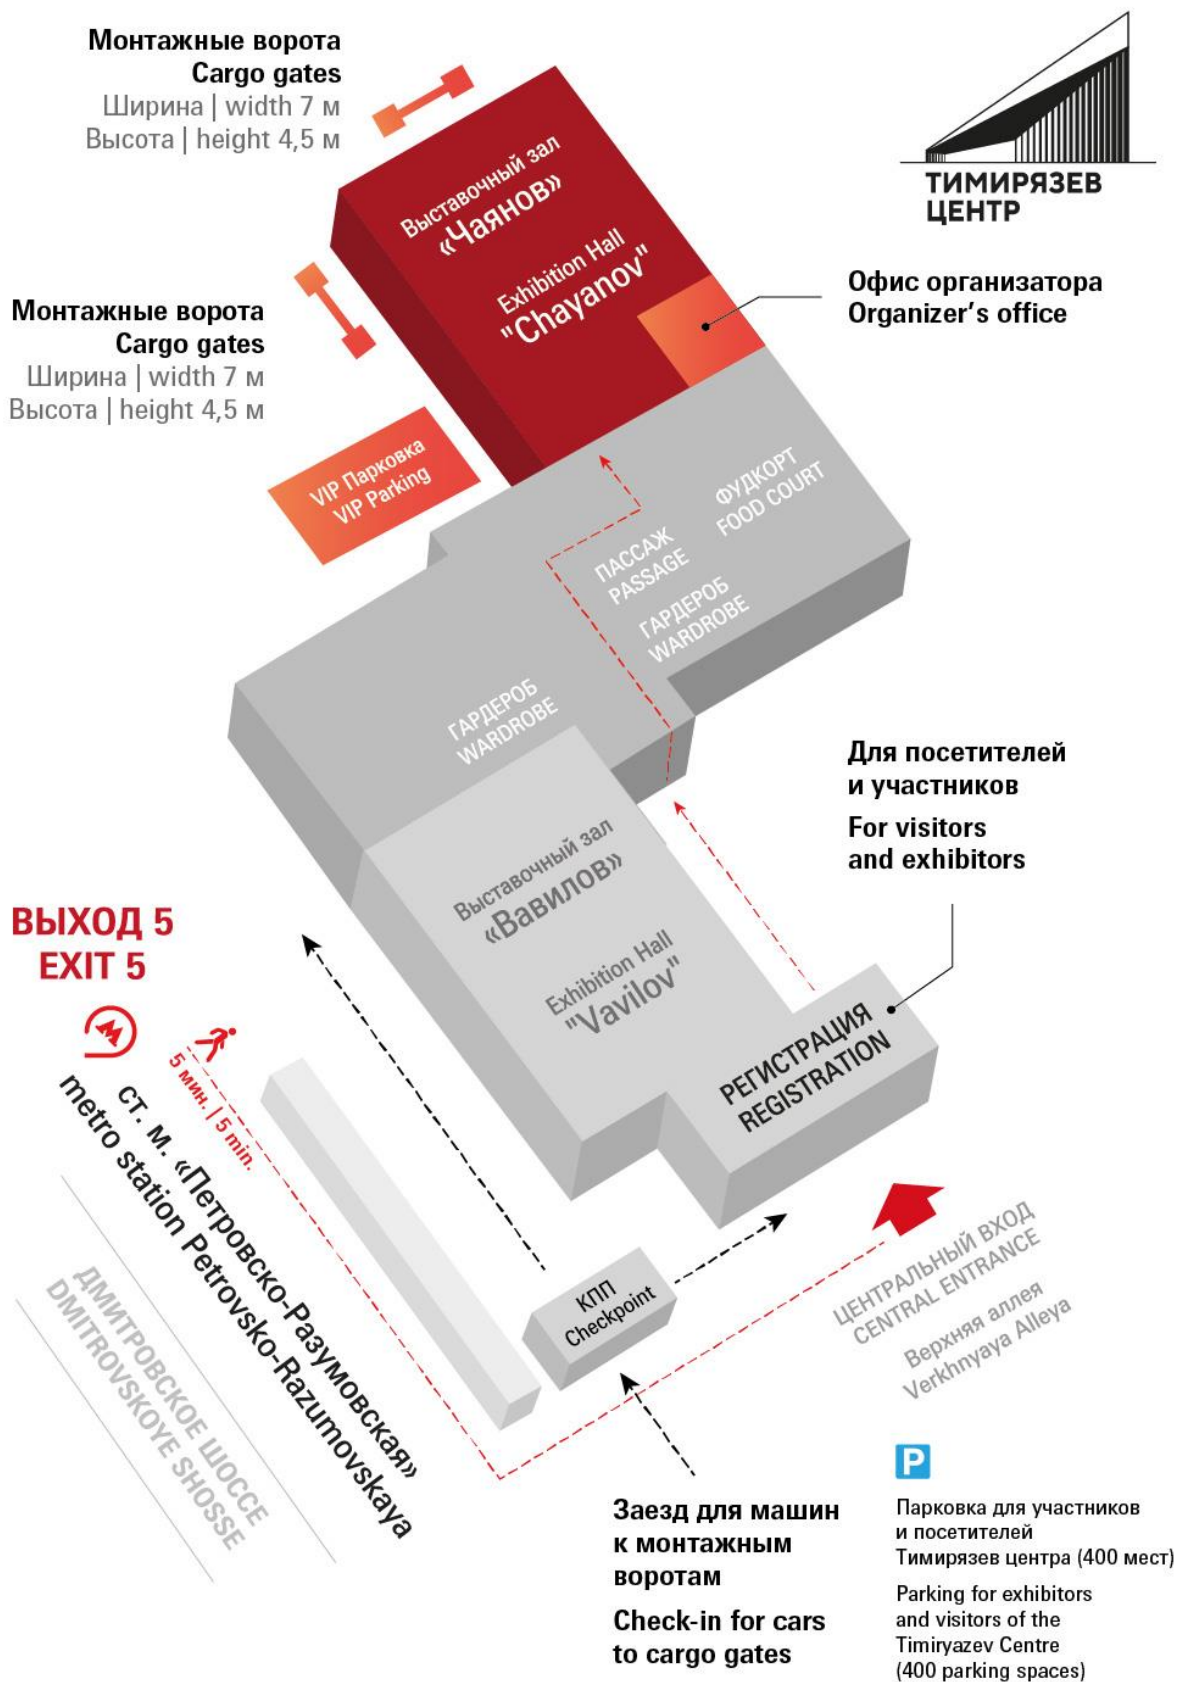 Монтажные ворота
Cargo gates
Ширина | width 7 м
Высота | height 4,5 м
ТИМИРЯЗЕВ
ЦЕНТР
Выставочный зал
«Чаянов»
Exhibition Hall
"Chayanov"
Офис организатора
Organizer's office
Монтажные ворота
Cargo gates
Ширина | width 7 м
Высота | height 4,5 м
VIP Парковка
VIP Parking
ФУДКОРТ
FOOD COURT
ПАССАЖ
PASSAGE
ГАРДЕРОБ
WARDROBE
ГАРДЕРОБ
WARDROBE
Для посетителей
и участников
For visitors
and exhibitors
Выставочный зал
«Вавилов»
Exhibition Hall
"Vavilov"
ВЫХОД 5
EXIT 5
РЕГИСТРАЦИЯ
REGISTRATION
5 мин. | 5 min.
ст. м. «Петровско-Разумовская»
metro station Petrovsko-Razumovskaya
ДМИТРОВСКОЕ ШОССЕ
DMITROVSKOYE SHOSSE
КПП
Checkpoint
ЦЕНТРАЛЬНЫЙ ВХОД
CENTRAL ENTRANCE
Верхняя аллея
Verkhnyaya Alleya
Заезд для машин
к монтажным
воротам
Check-in for cars
to cargo gates
P
Парковка для участников
и посетителей
Тимирязев центра (400 мест)
Parking for exhibitors
and visitors of the
Timiryazev Centre
(400 parking spaces)